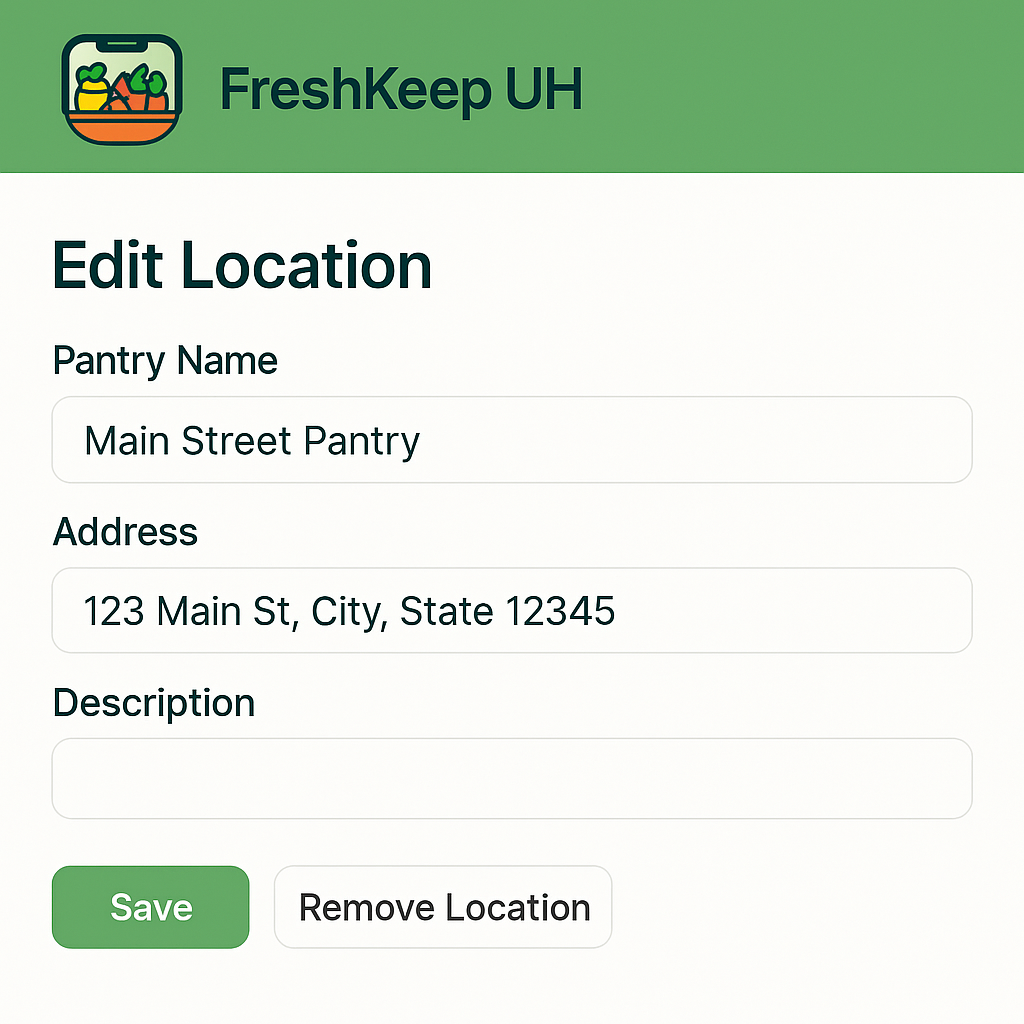 FreshKeep UH
Edit Location
Pantry Name
Main Street Pantry
Address
123 Main St, City, State 12345
Description
Save
Remove Location